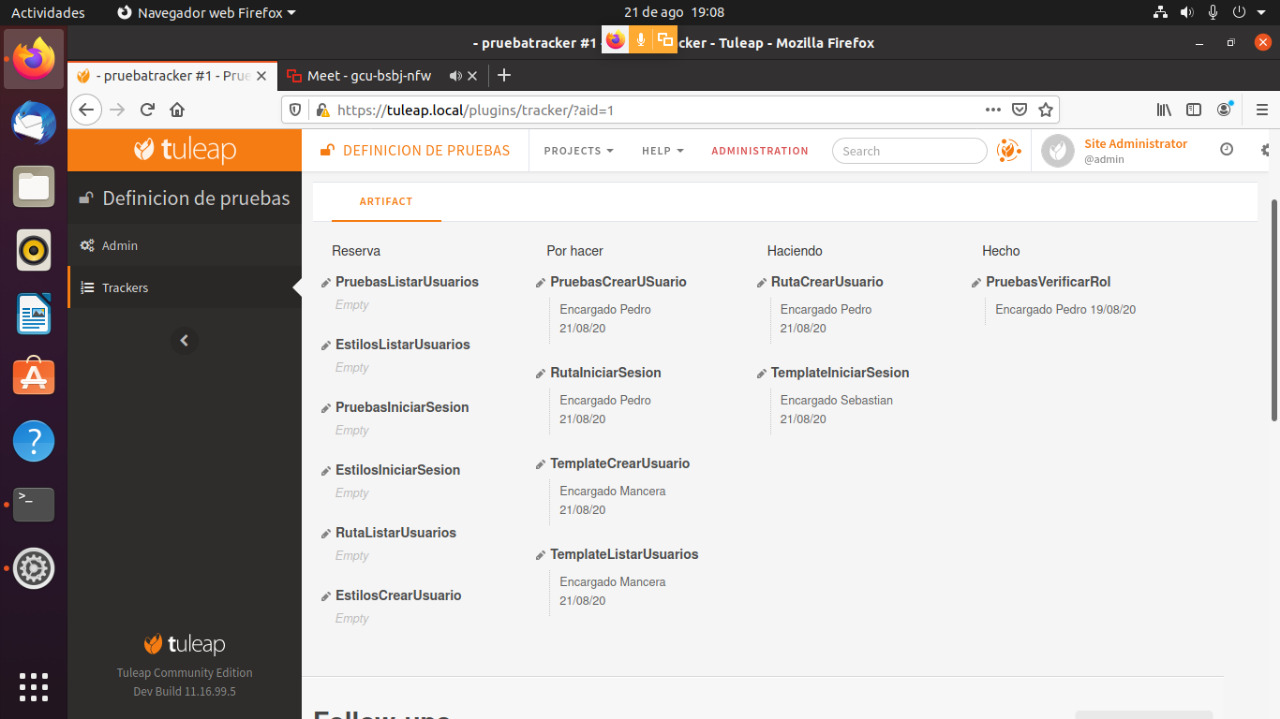 Actividades
Navegador web Firefox
21 de ago 19:08
- pruebatracker #1
cker - Tuleap - Mozilla Firefox
- pruebatracker #1 - Prue
Meet - gcu-bsbj-nfw
https://tuleap.local/plugins/tracker/?aid=1
tuleap
DEFINICION DE PRUEBAS
PROJECTS
HELP
ADMINISTRATION
Search
Site Administrator
@admin
Definicion de pruebas
Admin
Trackers
tuleap
Tuleap Community Edition
Dev Build 11.16.99.5
ARTIFACT
Reserva
PruebasListarUsuarios
Empty
EstilosListarUsuarios
Empty
PruebasIniciarSesion
Empty
EstilosIniciarSesion
Empty
RutaListarUsuarios
Empty
EstilosCrearUsuario
Empty
Por hacer
PruebasCrearUSuario
Encargado Pedro
21/08/20
RutaIniciarSesion
Encargado Pedro
21/08/20
TemplateCrearUsuario
Encargado Mancera
21/08/20
TemplateListarUsuarios
Encargado Mancera
21/08/20
Haciendo
RutaCrearUsuario
Encargado Pedro
21/08/20
TemplateIniciarSesion
Encargado Sebastian
21/08/20
Hecho
PruebasVerificarRol
Encargado Pedro 19/08/20